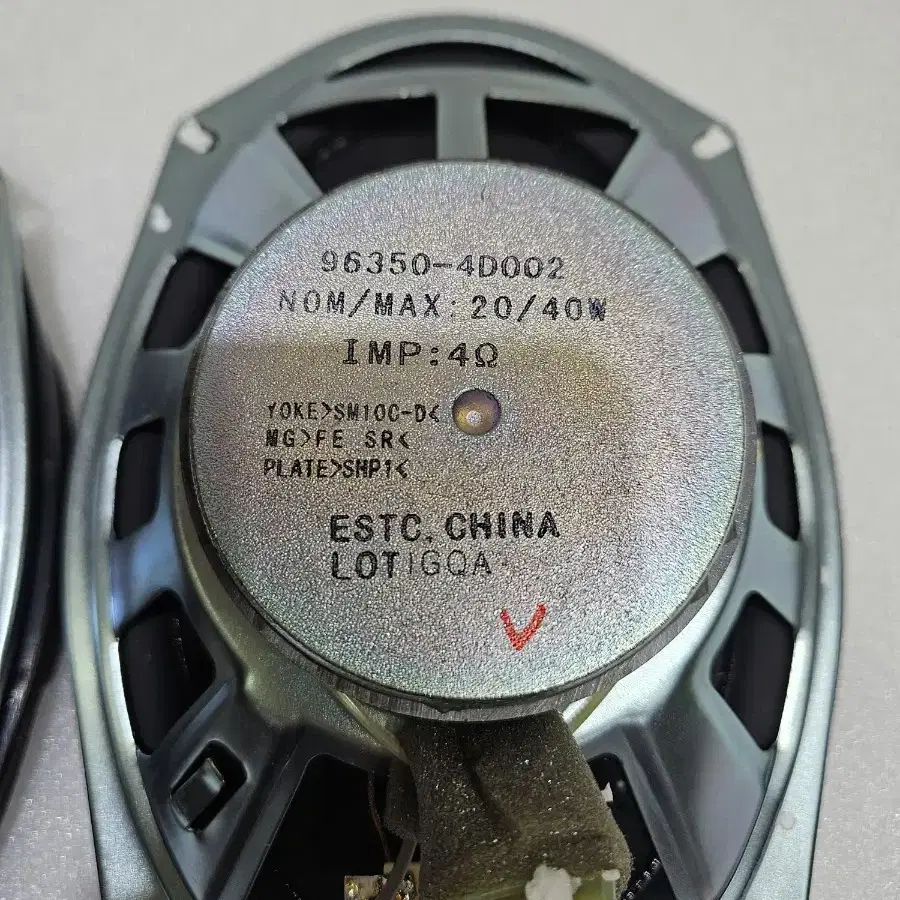 96350-4D002
NOM/MAX: 20/40W
IMP:4Ω
YOKE>SM10C-D<
MG>FE SR<
PLATE>SHP1<
ESTC. CHINA
LOT IGQA
V